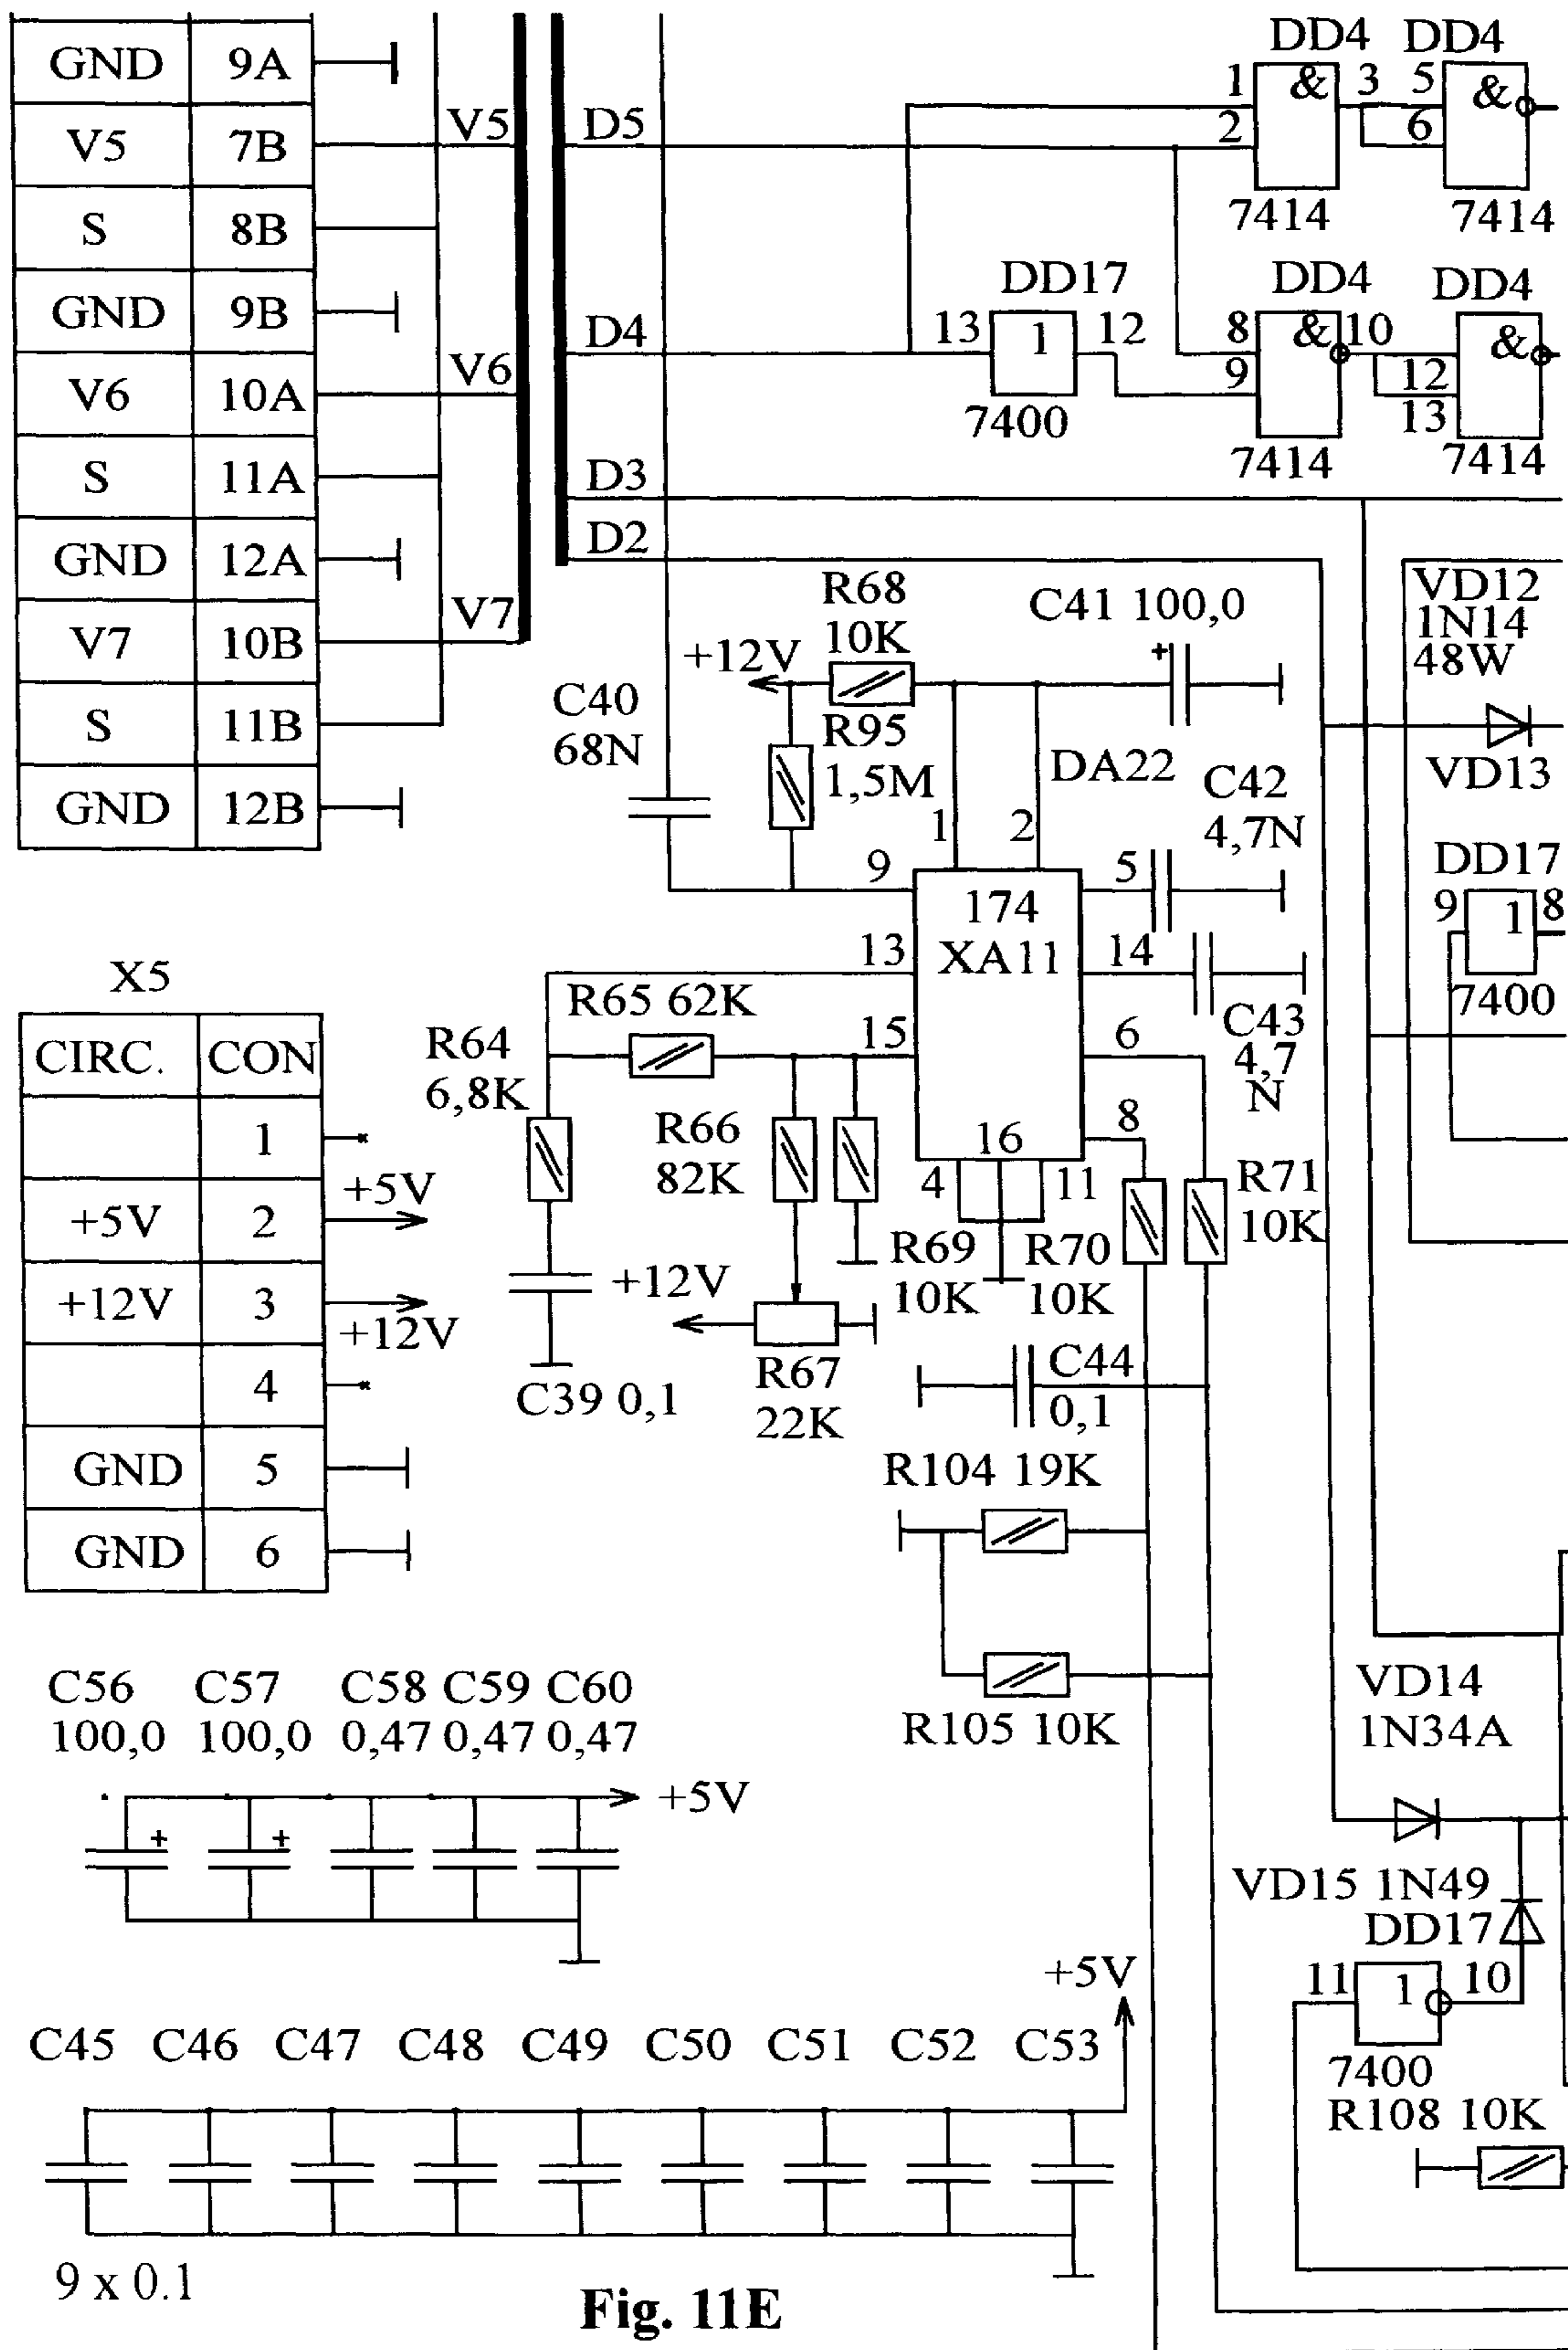 GND 9A
V5 7B
S 8B
GND 9B
V6 10A
S 11A
GND 12A
V7 10B
S 11B
GND 12B
V5
V6
V7
D5
D4
D3
D2
DD4 DD4
1 & 3 5 &
2 6
7414 7414
DD17 DD4 DD4
13 1 12 8 & 10 &
9 12
13
7400 7414 7414
R68
10K
C41 100,0
+12V +
C40
68N
R95
1,5M
DA22
C42
4,7N
VD12
1N14
48W
VD13
DD17
9 1 8
7400
1 2
9 5
174
XA11
13 14
15 6
8
16
4 11
R65 62K
R64
6,8K
R66
82K
C43
4,7
N
R69
10K
R70
10K
R71
10K
+12V
R67
22K
C39 0,1
C44
0,1
R104 19K
R105 10K
X5
CIRC. CON
1
+5V 2 +5V
+12V 3 +12V
4
GND 5
GND 6
C56 C57 C58 C59 C60
100,0 100,0 0,47 0,47 0,47
+5V
+ +
VD14
1N34A
VD15 1N49
DD17
11 1 10
7400
R108 10K
+5V
C45 C46 C47 C48 C49 C50 C51 C52 C53
9 x 0.1
Fig. 11E